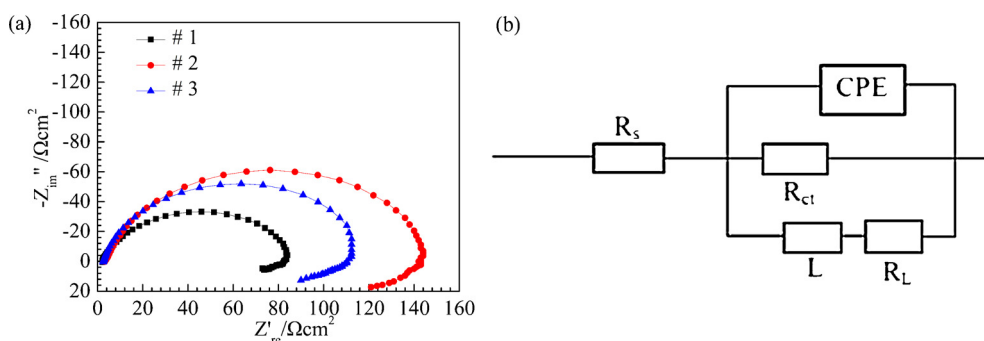 (a)
-160
-140
-120
-100
-80
-60
-40
-20
0
20
-Z_im"/Ωcm²
# 1
# 2
# 3
0 20 40 60 80 100 120 140 160
Z'_re/Ωcm²
(b)
CPE
R_s
R_ct
L
R_L